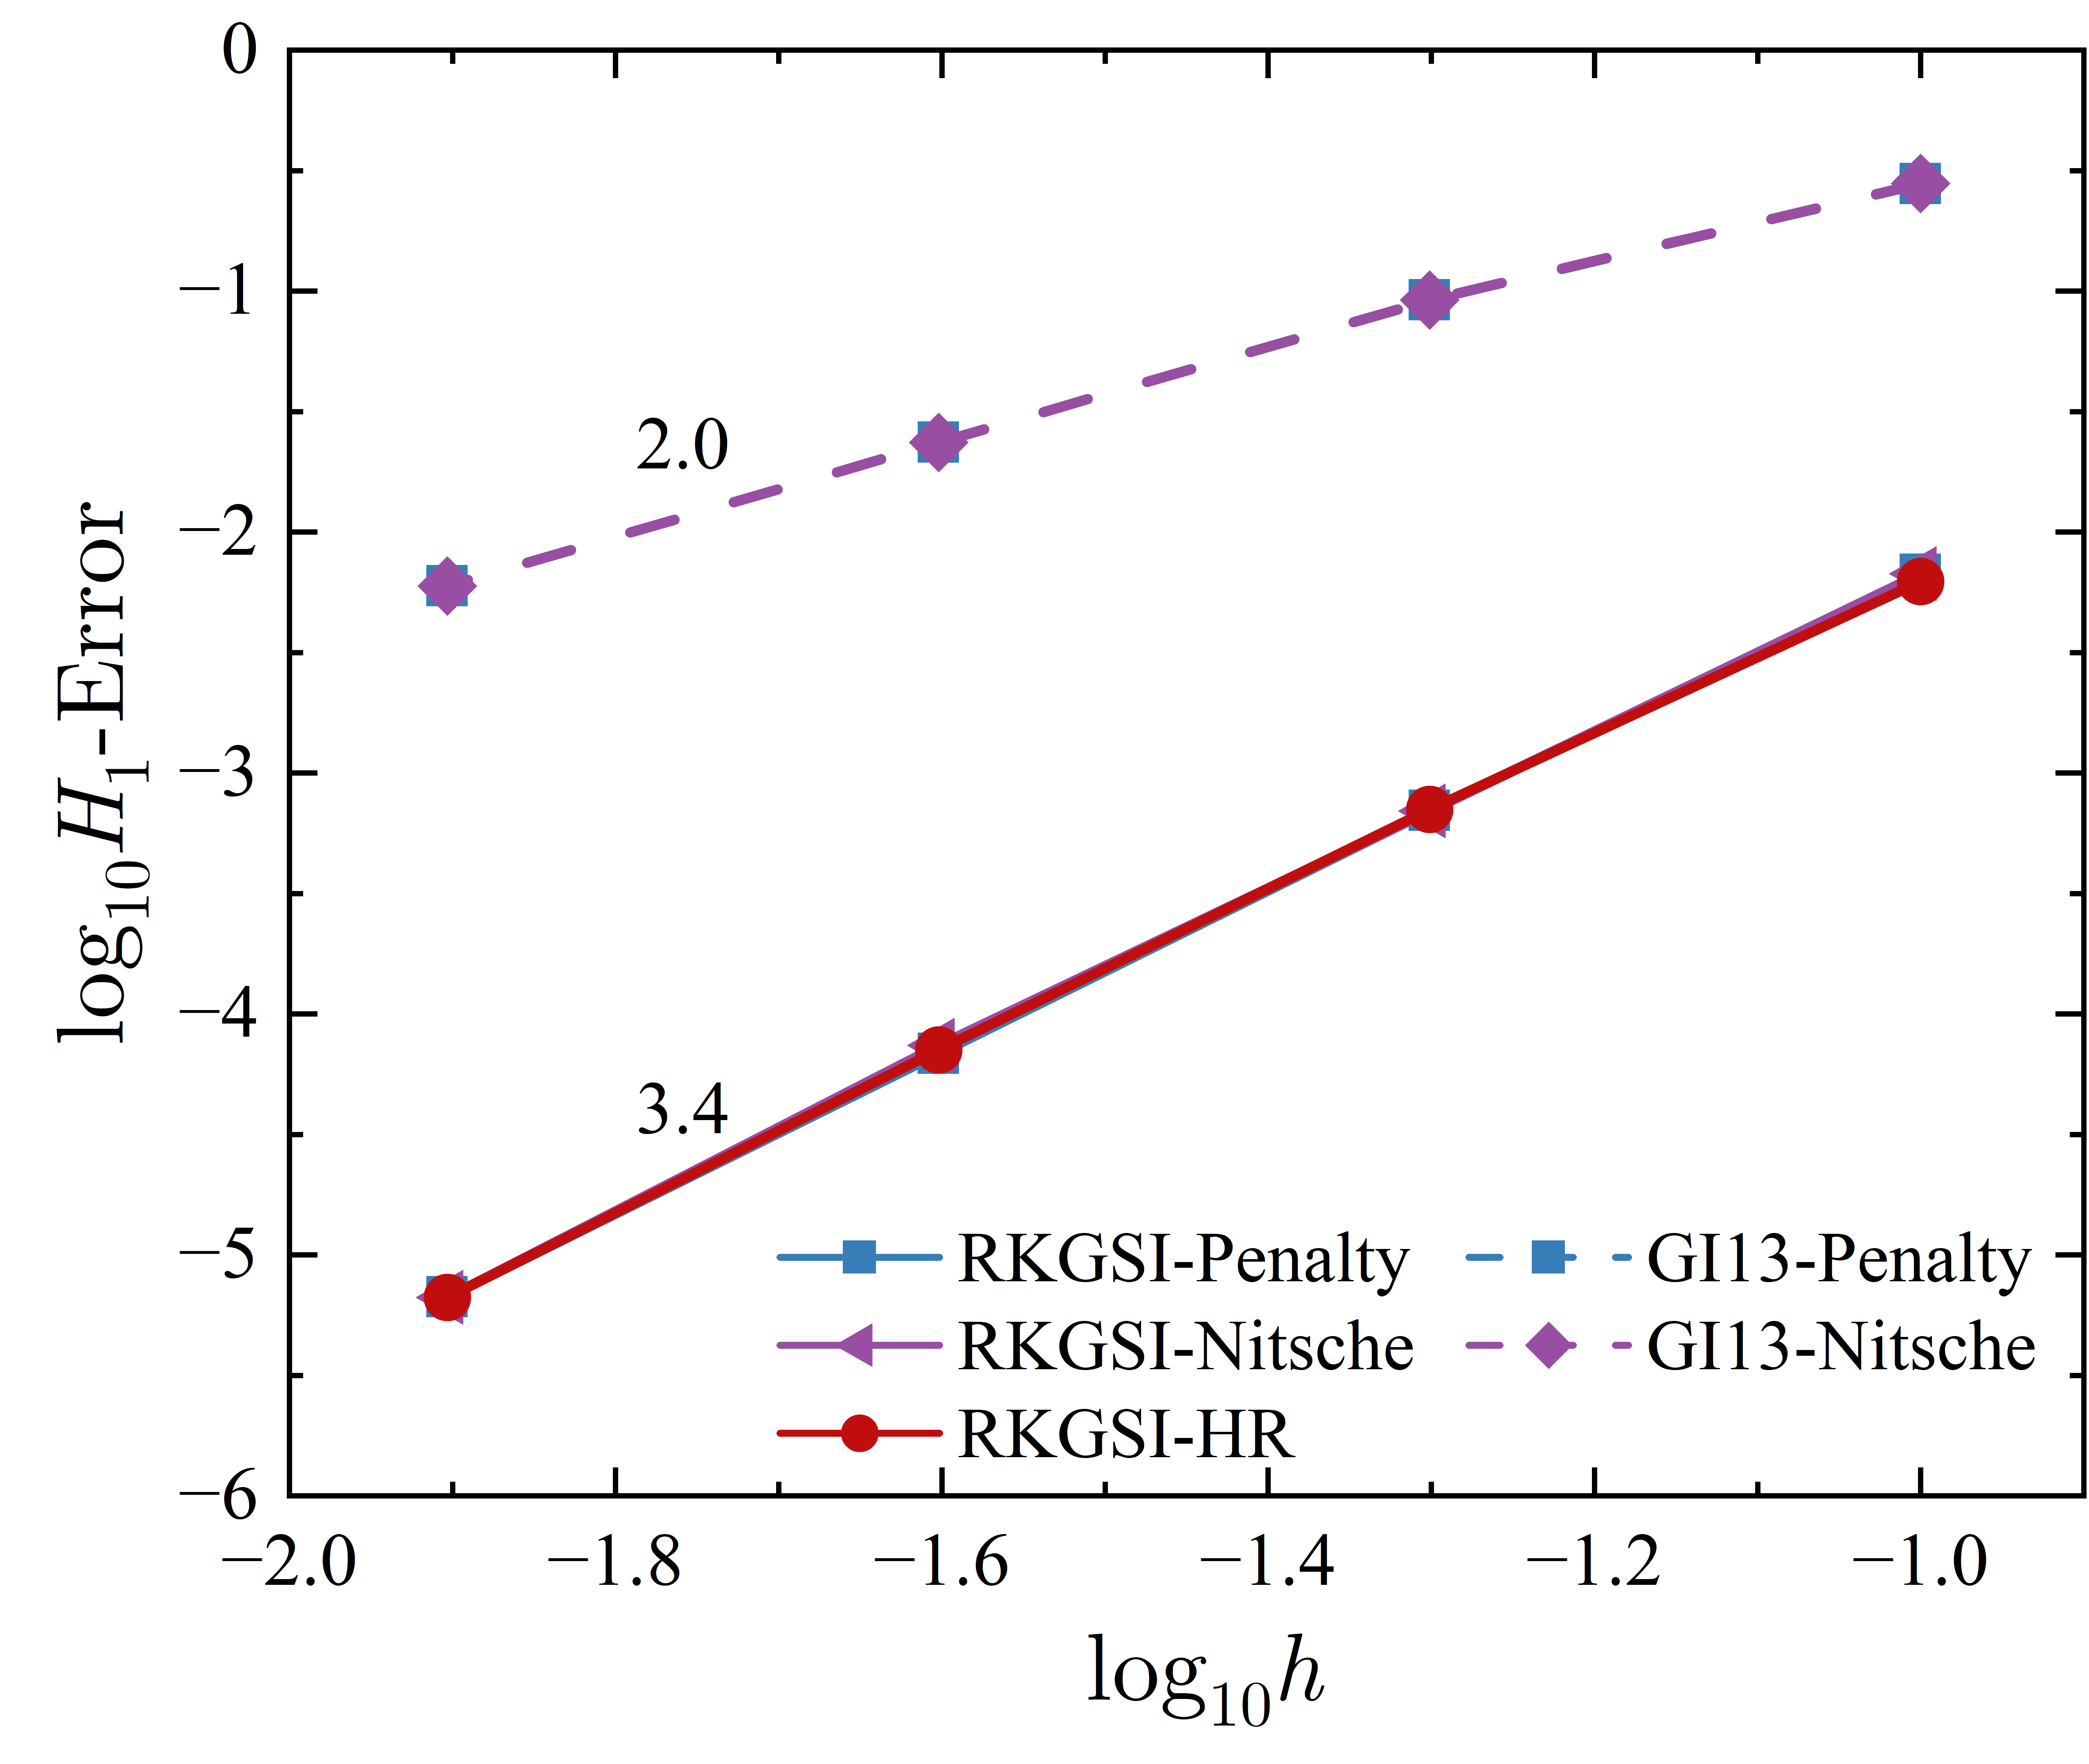 0
−1
−2
−3
−4
−5
−6
log₁₀H₁-Error
2.0
3.4
RKGSI-Penalty
GI13-Penalty
RKGSI-Nitsche
GI13-Nitsche
RKGSI-HR
−2.0 −1.8 −1.6 −1.4 −1.2 −1.0
log₁₀h